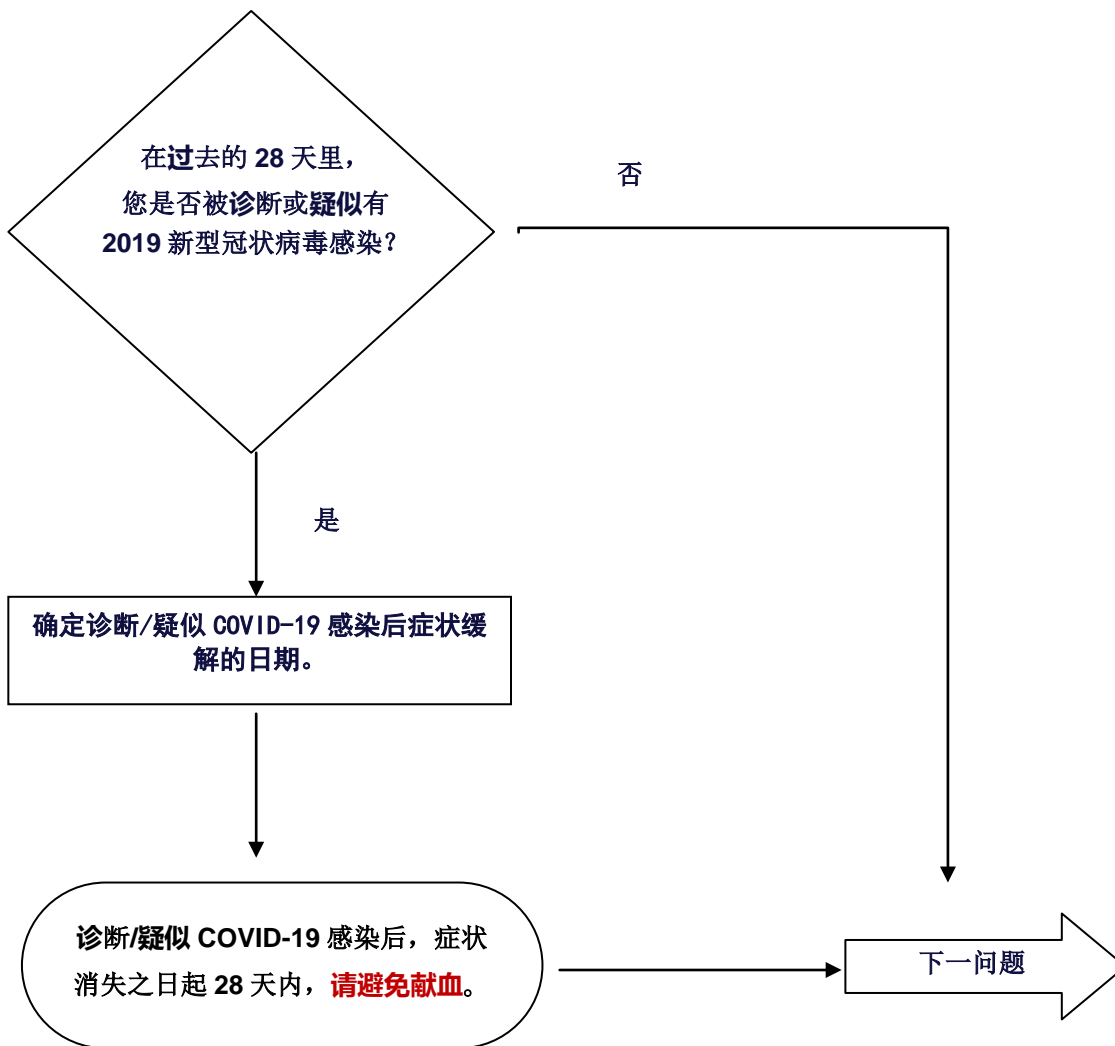 在过去的 28 天里，
您是否被诊断或疑似有
2019 新型冠状病毒感染？
否
是
确定诊断/疑似 COVID-19 感染后症状缓
解的日期。
诊断/疑似 COVID-19 感染后，症状
消失之日起 28 天内，请避免献血。
下一问题